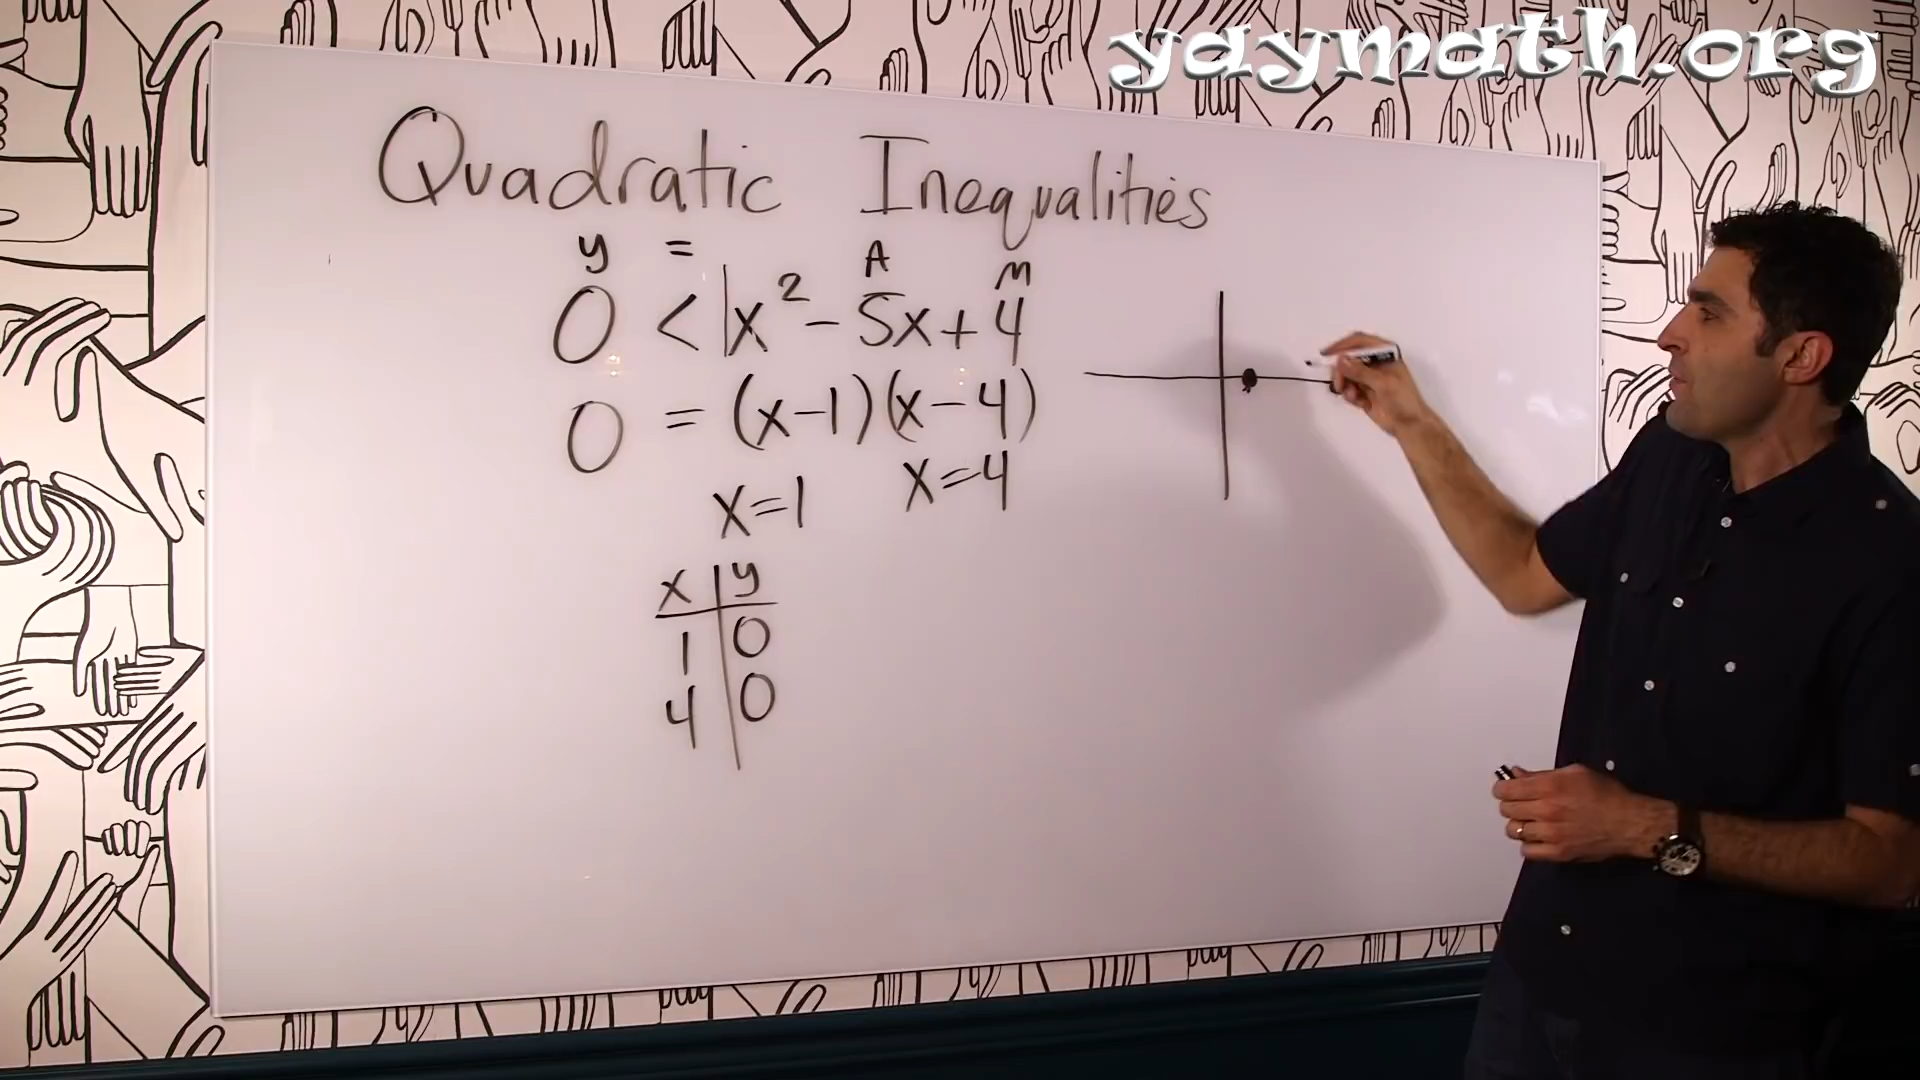 yaymath.org
Quadratic Inequalities
y = A M
0 < |x² - 5x + 4
0 = (x-1)(x-4)
x=1 x=4
x | y
1 | 0
4 | 0